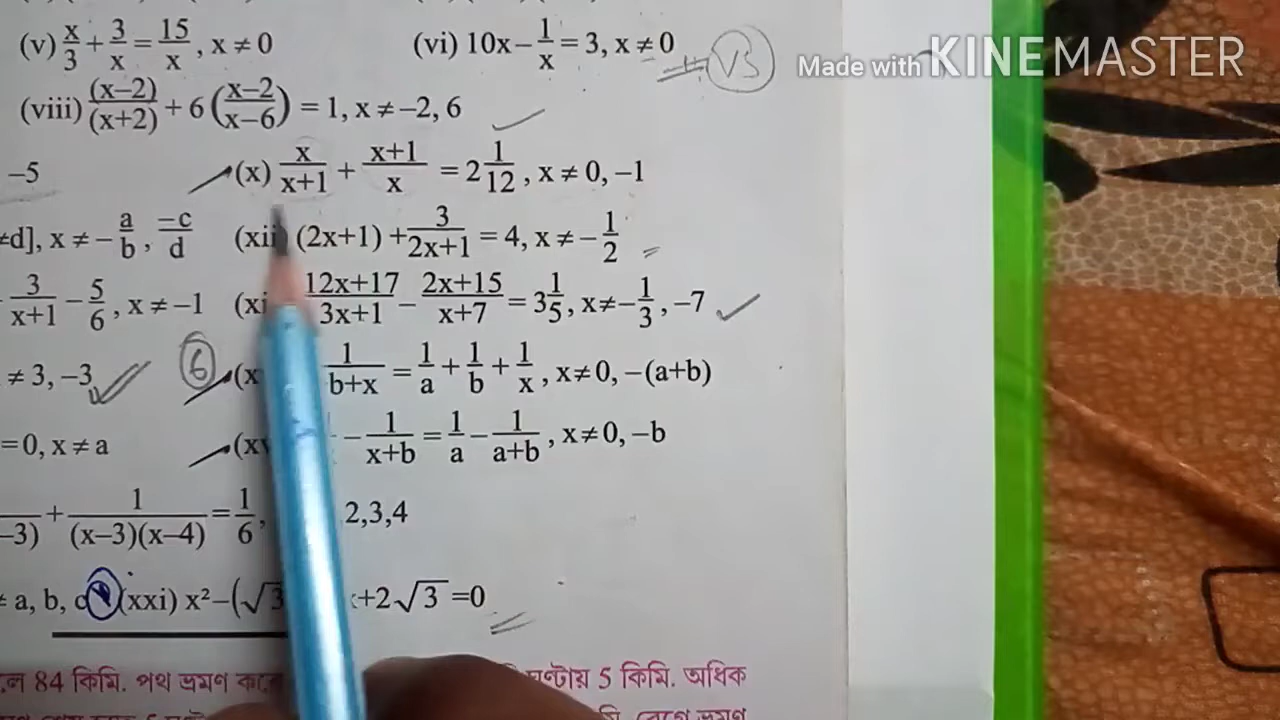 (v) x/3 + 3/x = 15/x , x ≠ 0 (vi) 10x – 1/x = 3, x ≠ 0 V3
Made with KINEMASTER
(viii) (x–2)/(x+2) + 6 (x–2/x–6) = 1, x ≠ –2, 6
–5 (x) x/x+1 + x+1/x = 2 1/12 , x ≠ 0, –1
≠d], x ≠ – a/b , –c/d (xii) (2x+1) + 3/2x+1 = 4, x ≠ – 1/2
3/x+1 – 5/6 , x ≠ –1 12x+17/3x+1 – 2x+15/x+7 = 3 1/5 , x≠– 1/3 , –7
≠ 3, –3 6 1/b+x = 1/a + 1/b + 1/x , x≠0, –(a+b)
=0, x ≠ a – 1/x+b = 1/a – 1/a+b , x≠0, –b
–3) + 1/(x–3)(x–4) = 1/6 , 2,3,4
≠ a, b, c (xxi) x²–(√3 +2√3 =0
84 কিমি. পথ ভ্রমণ 5 কিমি. অধিক